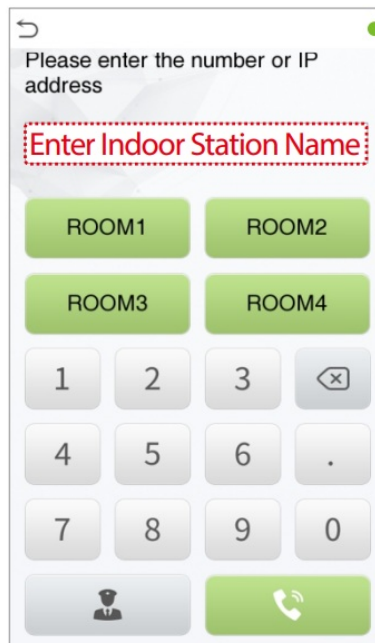 Please enter the number or IP
address
Enter Indoor Station Name
ROOM1 ROOM2
ROOM3 ROOM4
1 2 3
4 5 6 .
7 8 9 0